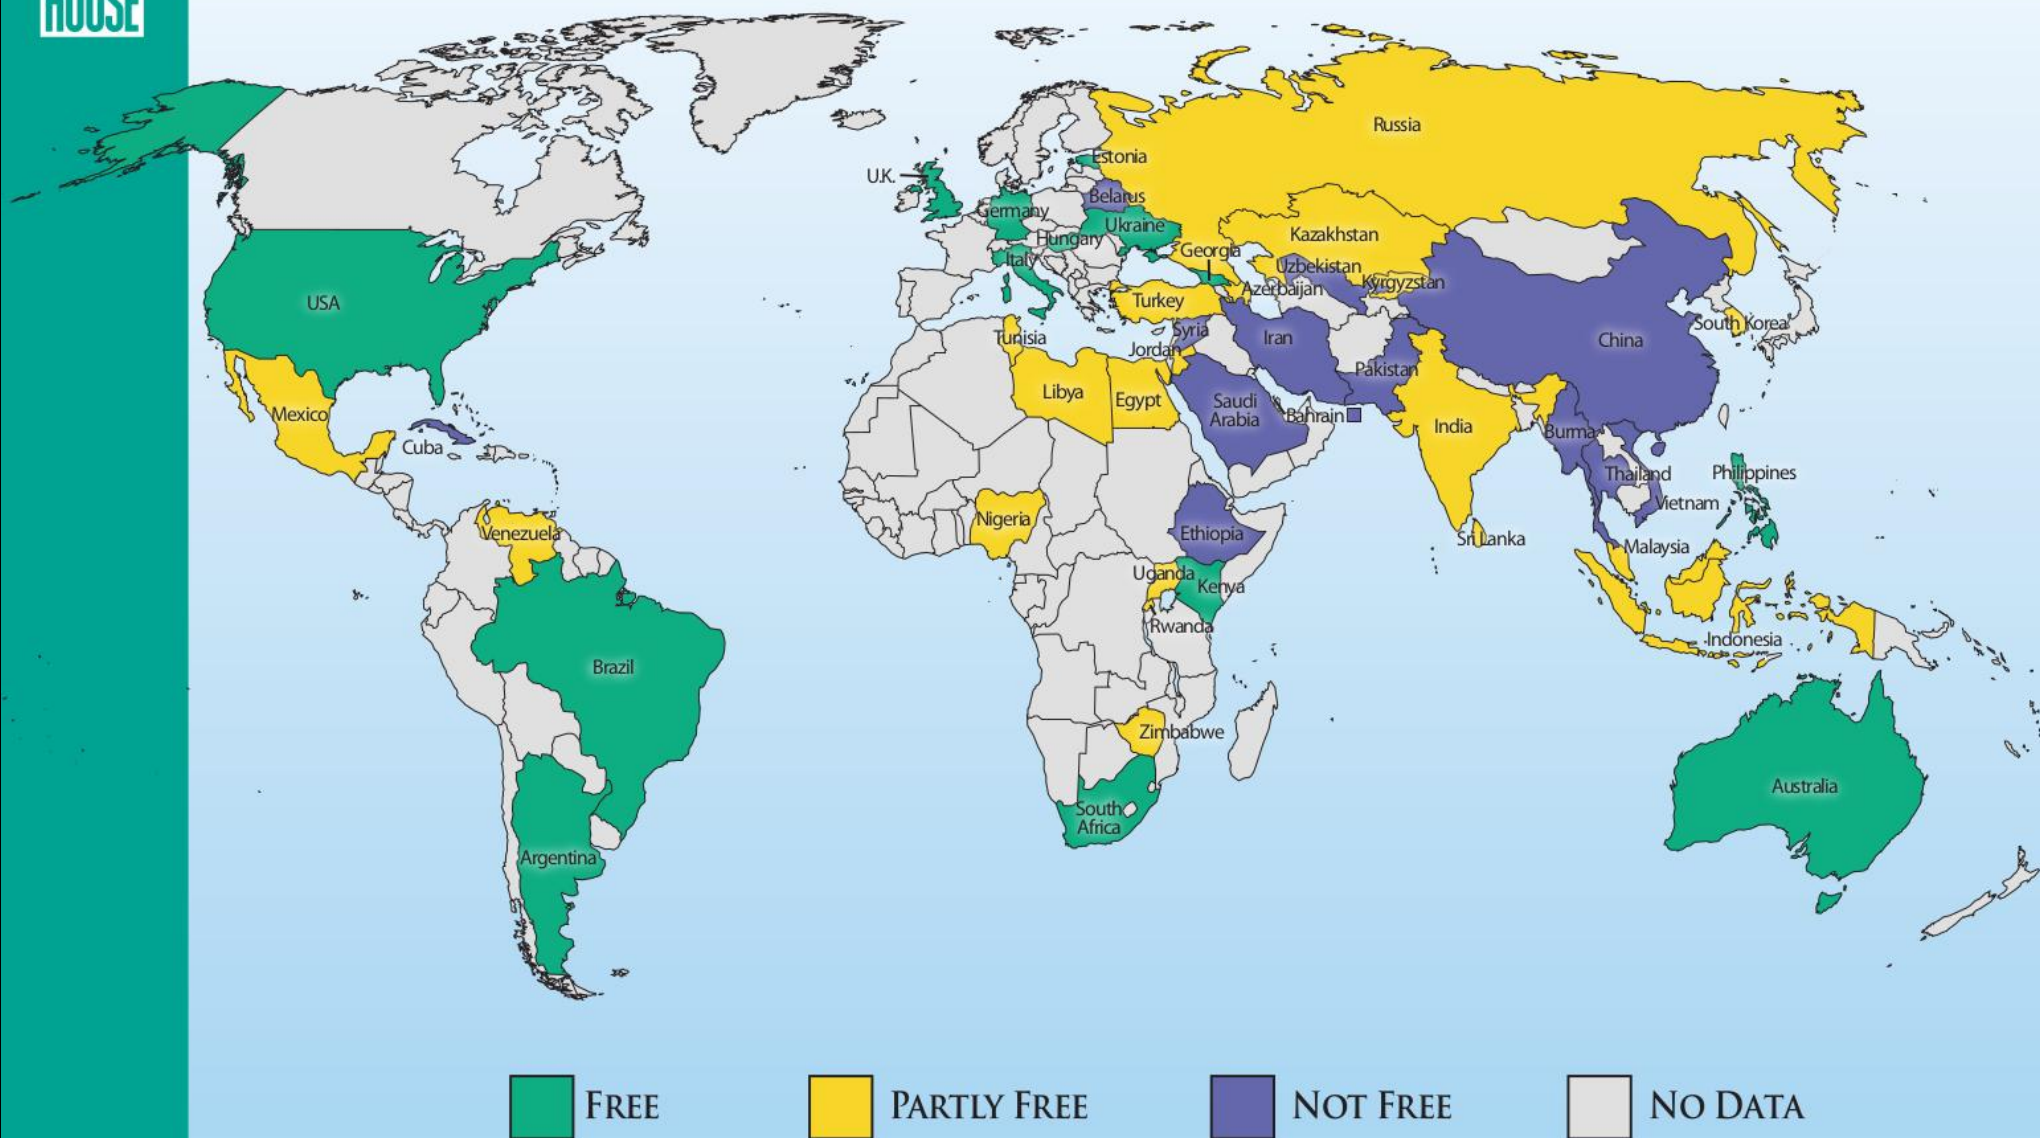 HOUSE
Russia
Estonia
U.K.
Belarus
Germany
Ukraine
Hungary
Kazakhstan
Georgia
Italy
Uzbekistan
Kyrgyzstan
Azerbaijan
USA
Turkey
South Korea
Syria
Tunisia
Iran
China
Jordan
Pakistan
Libya
Egypt
Saudi
Arabia
Mexico
Bahrain
India
Burma
Cuba
Thailand
Philippines
Vietnam
Nigeria
Venezuela
Ethiopia
Sri Lanka
Malaysia
Uganda
Kenya
Rwanda
Indonesia
Brazil
Zimbabwe
Australia
South
Africa
Argentina
FREE
PARTLY FREE
NOT FREE
NO DATA